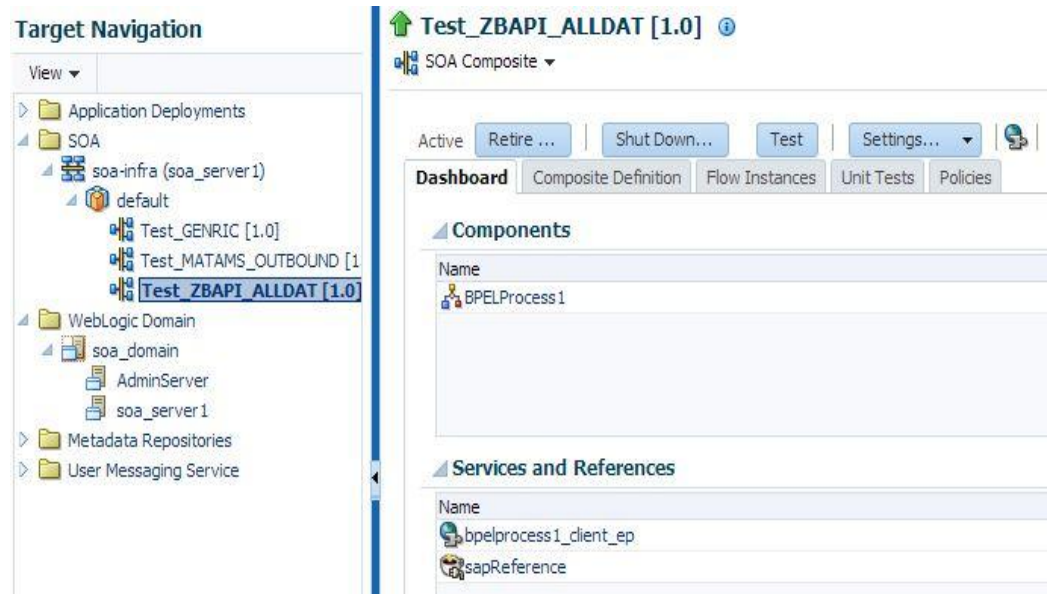 Target Navigation
View
Application Deployments
SOA
soa-infra (soa_server1)
default
Test_GENRIC [1.0]
Test_MATAMS_OUTBOUND [1
Test_ZBAPI_ALLDAT [1.0]
WebLogic Domain
soa_domain
AdminServer
soa_server1
Metadata Repositories
User Messaging Service
Test_ZBAPI_ALLDAT [1.0]
SOA Composite
Active Retire ... Shut Down... Test Settings...
Dashboard Composite Definition Flow Instances Unit Tests Policies
Components
Name
BPELProcess1
Services and References
Name
bpelprocess1_client_ep
sapReference